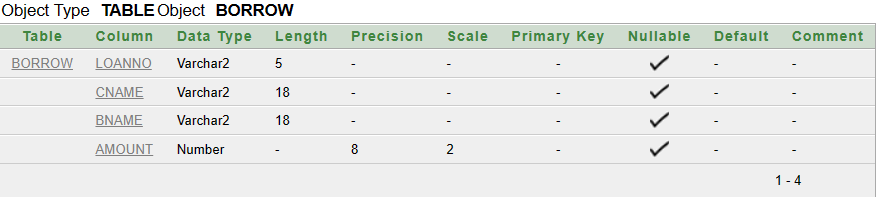 Object Type TABLE Object BORROW
Table Column Data Type Length Precision Scale Primary Key Nullable Default Comment
BORROW LOANNO Varchar2 5 - - - - -
CNAME Varchar2 18 - - - - -
BNAME Varchar2 18 - - - - -
AMOUNT Number - 8 2 - - -
1 - 4